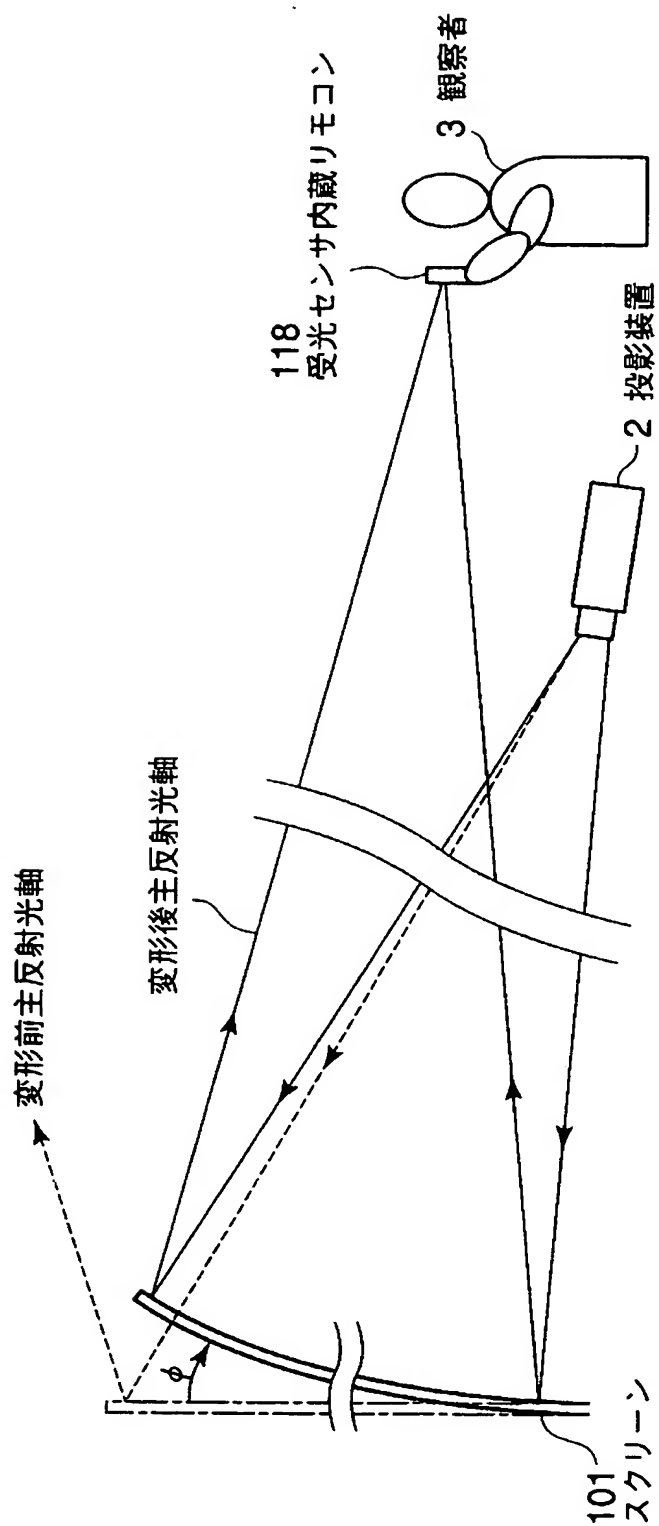 変形前主反射光軸
変形後主反射光軸
118
受光センサ内蔵リモコン
3 観察者
2 投影装置
φ
101
スクリーン